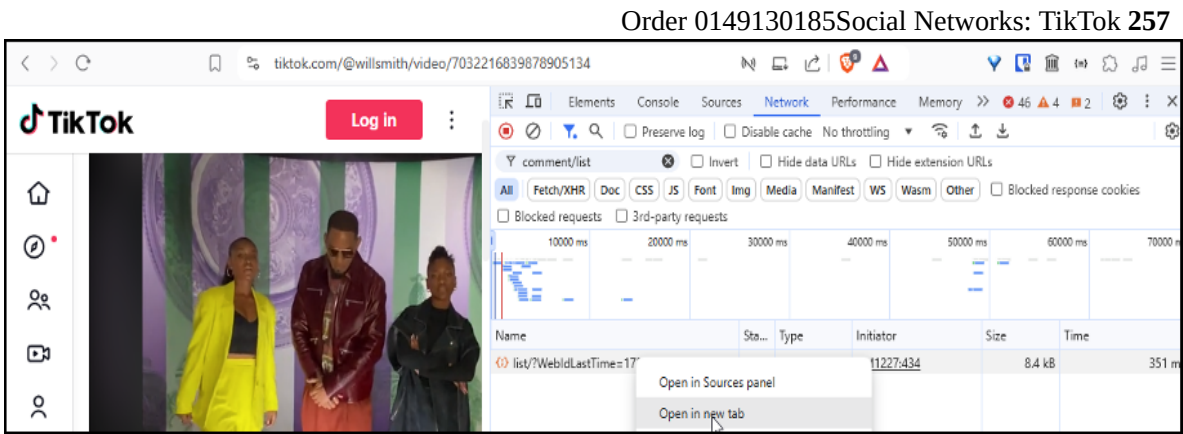 Order 0149130185Social Networks: TikTok 257
tiktok.com/@willsmith/video/7032216839878905134
TikTok
Log in
Elements Console Sources Network Performance Memory 46 4 2
Preserve log Disable cache No throttling
comment/list Invert Hide data URLs Hide extension URLs
All Fetch/XHR Doc CSS JS Font Img Media Manifest WS Wasm Other Blocked response cookies
Blocked requests 3rd-party requests
10000 ms 20000 ms 30000 ms 40000 ms 50000 ms 60000 ms 70000
Name Sta... Type Initiator Size Time
list/?WebIdLastTime=17 11227:434 8.4 kB 351 m
Open in Sources panel
Open in new tab